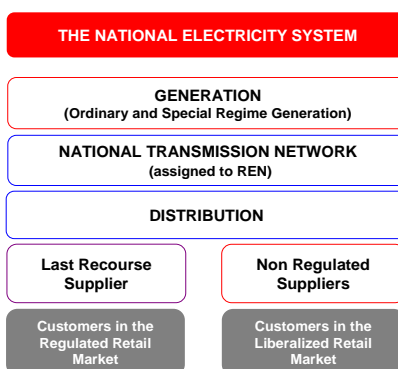 THE NATIONAL ELECTRICITY SYSTEM
GENERATION
(Ordinary and Special Regime Generation)
NATIONAL TRANSMISSION NETWORK
(assigned to REN)
DISTRIBUTION
Last Recourse
Supplier
Non Regulated
Suppliers
Customers in the
Regulated Retail
Market
Customers in the
Liberalized Retail
Market